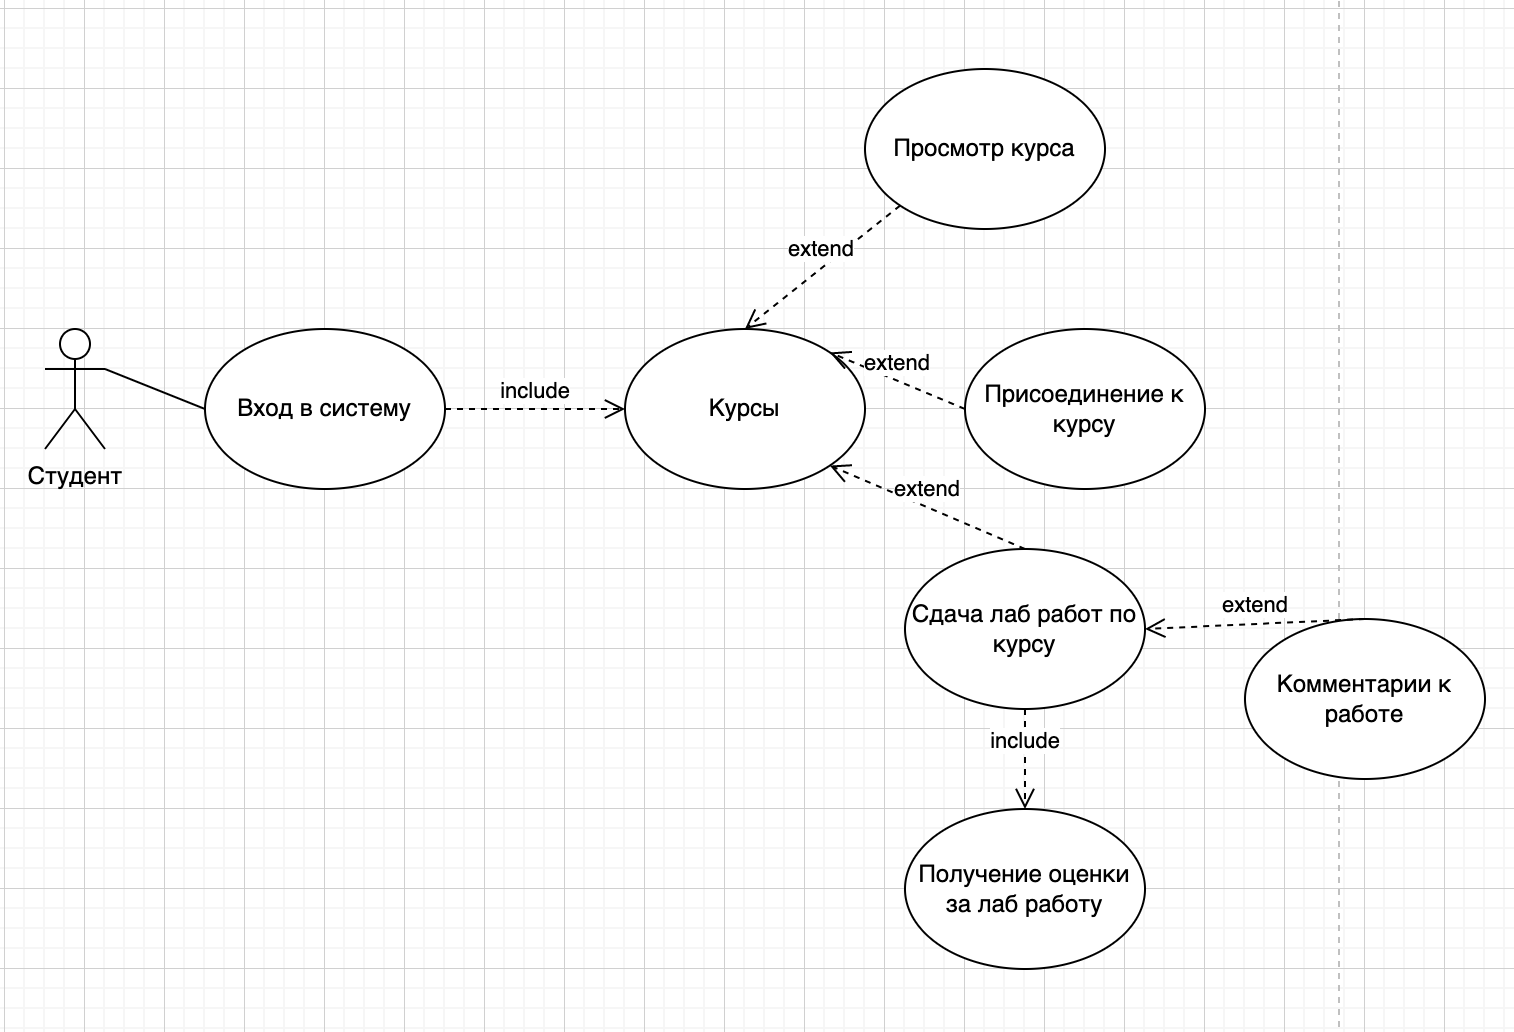 Просмотр курса
extend
Студент
Вход в систему
include
Курсы
extend
Присоединение к
курсу
extend
Сдача лаб работ по
курсу
extend
Комментарии к
работе
include
Получение оценки
за лаб работу